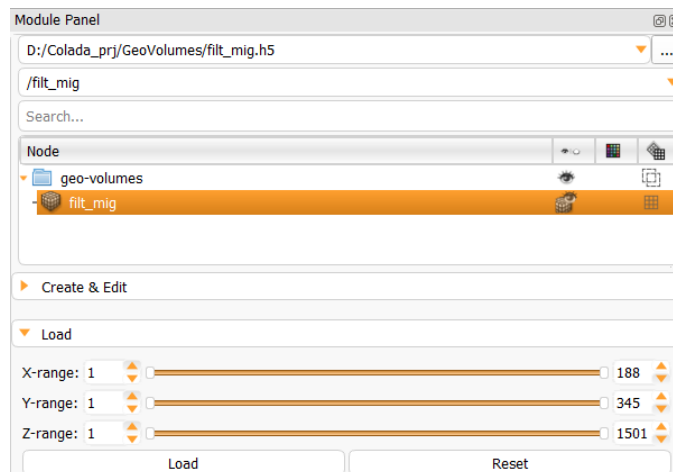 Module Panel
D:/Colada_prj/GeoVolumes/filt_mig.h5 ...
/filt_mig
Search...
Node
geo-volumes
filt_mig
Create & Edit
Load
X-range: 1 188
Y-range: 1 345
Z-range: 1 1501
Load Reset